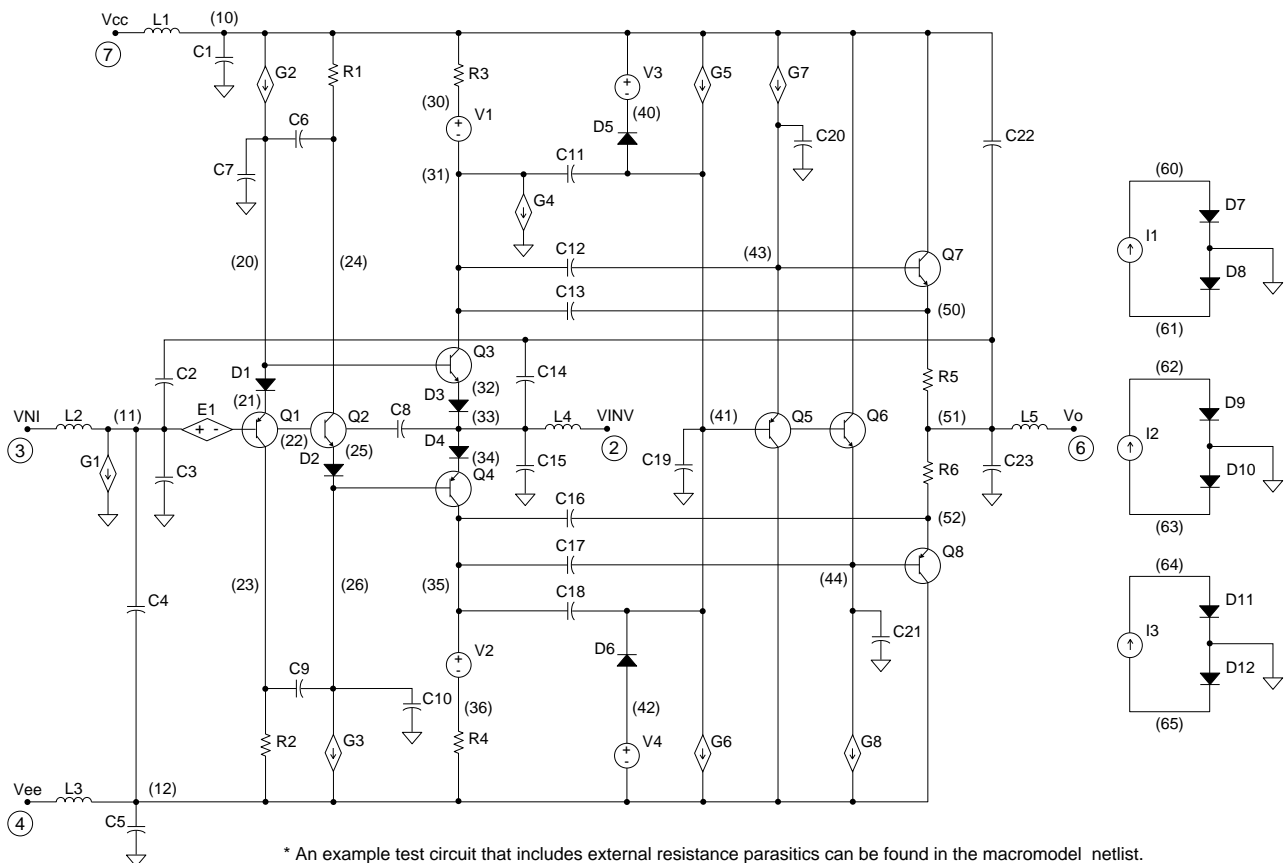 Vcc L1 (10)
7
C1 G2 R1 R3 V3 G5 G7
(30) (40)
C6 V1 D5 C20 C22
C7 C11
(31) G4
(60)
D7
I1
D8
(61)
(20) (24) C12 (43) Q7
C13 (50)
Q3
C2 D1 D3 (32) C14 R5
(62)
D9
I2
D10
(63)
VNI L2 (11) E1 (21) Q1 Q2 C8 (33) L4 VINV (41) Q5 Q6 (51) L5 Vo
3 (22) (25) 2 6
G1 C3 D2 D4 (34) C15 C19 R6 C23
Q4
C16 (52)
C17 Q8
(23) (26) (35) (44)
C4 C18
(64)
D11
I3
D12
(65)
V2 D6 C21
C9 C10 (36) (42)
R2 G3 R4 V4 G6 G8
Vee L3 (12)
4 C5
* An example test circuit that includes external resistance parasitics can be found in the macromodel netlist.